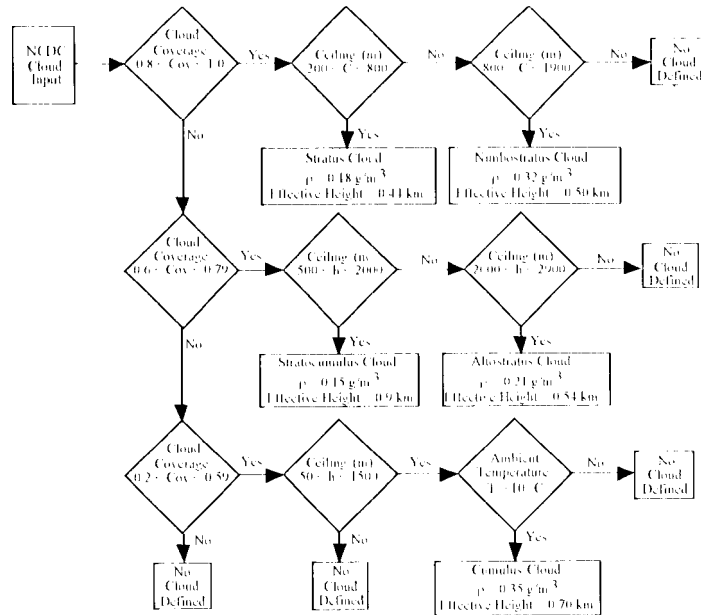 NCDC
Cloud
Input
Cloud
Coverage
0.8 < Cov < 1.0
Yes
Ceiling (m)
200 < C < 800
No
Ceiling (m)
800 < C < 1900
No
No
Cloud
Defined
No
Yes
Yes
Stratus Cloud
ρ 0.18 g/m³
Effective Height 0.44 km
Nimbostratus Cloud
ρ 0.32 g/m³
Effective Height 0.50 km
Cloud
Coverage
0.6 < Cov < 0.79
Yes
Ceiling (m
500 < h < 2000
No
Ceiling (m)
2000 < h < 2900
No
No
Cloud
Defined
No
Yes
Yes
Stratocumulus Cloud
ρ 0.15 g/m³
Effective Height 0.9 km
Altostratus Cloud
ρ 0.21 g/m³
Effective Height 0.54 km
Cloud
Coverage
0.2 < Cov < 0.59
Yes
Ceiling (m)
50 < h < 1500
Yes
Ambient
Temperature
No
No
Cloud
Defined
No
No
Yes
No
Cloud
Defined
No
Cloud
Defined
Cumulus Cloud
ρ 0.35 g/m³
Effective Height 0.70 km